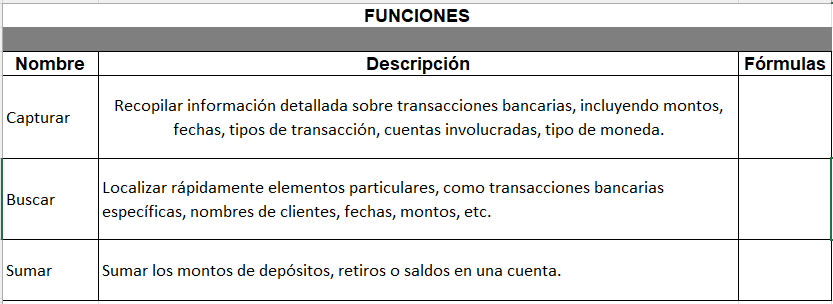 FUNCIONES
Nombre Descripción Fórmulas
Capturar
Recopilar información detallada sobre transacciones bancarias, incluyendo montos,
fechas, tipos de transacción, cuentas involucradas, tipo de moneda.
Buscar
Localizar rápidamente elementos particulares, como transacciones bancarias
específicas, nombres de clientes, fechas, montos, etc.
Sumar
Sumar los montos de depósitos, retiros o saldos en una cuenta.